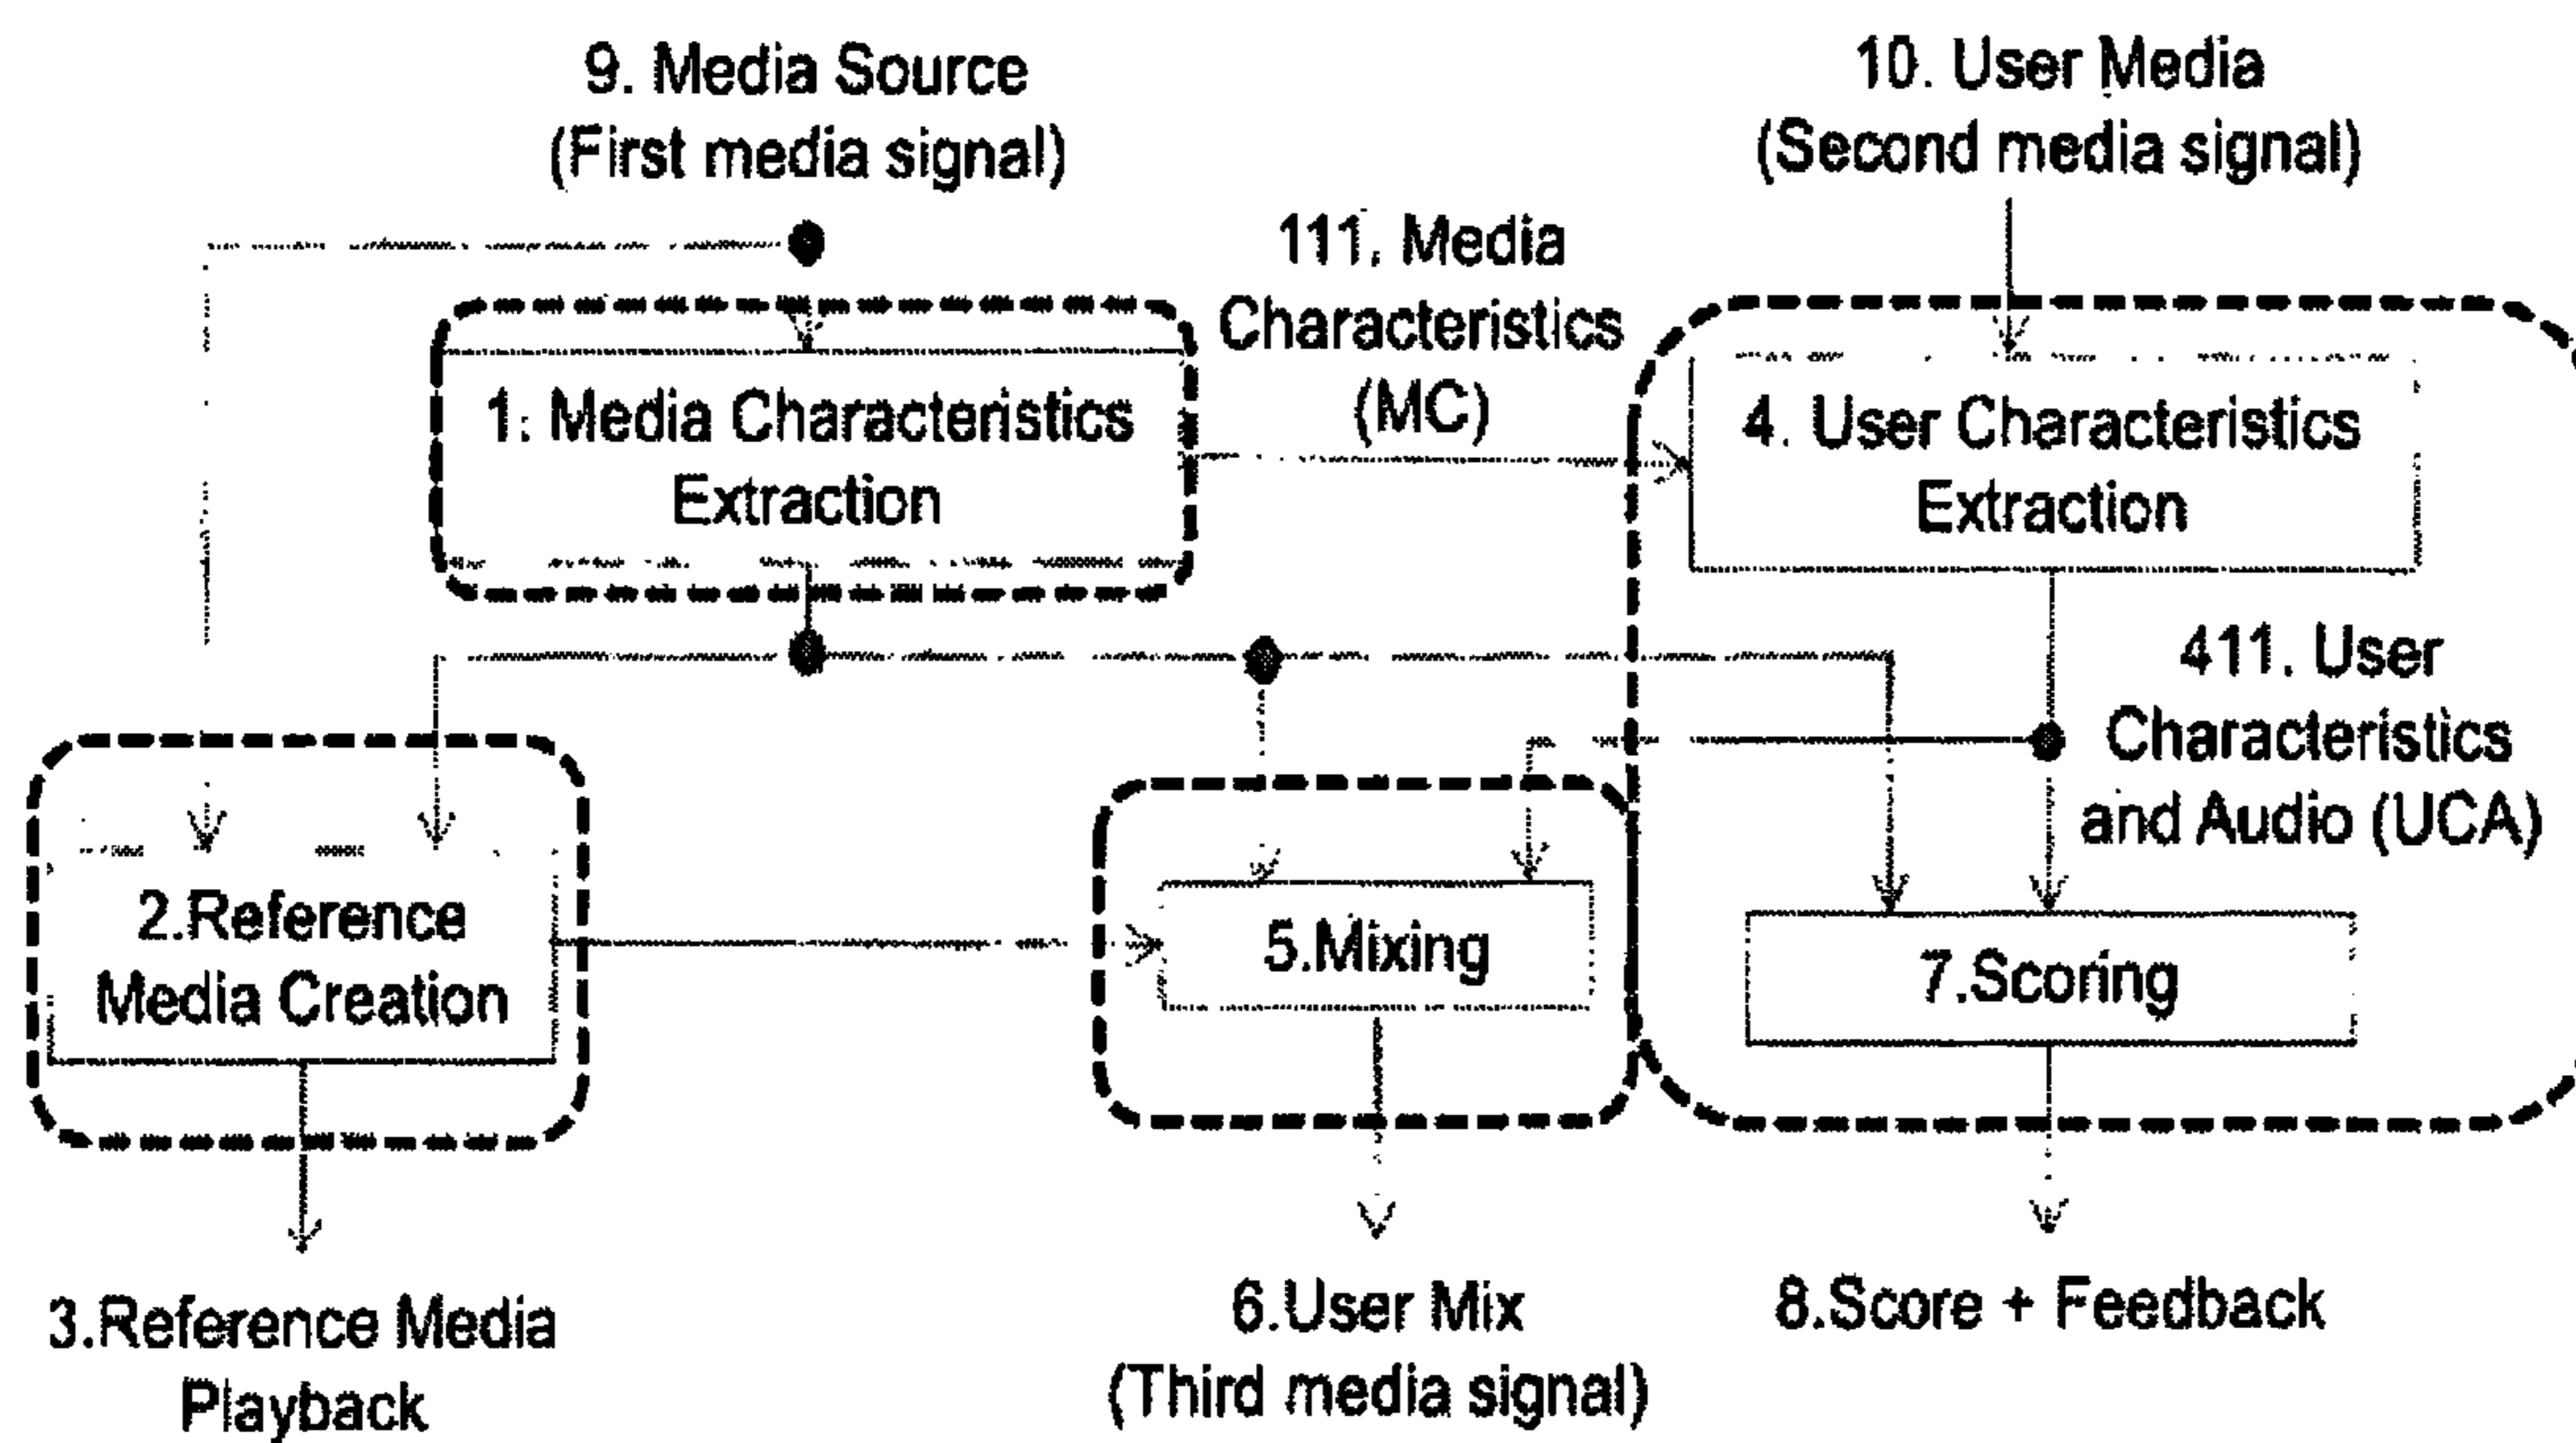 9. Media Source
(First media signal)
10. User Media
(Second media signal)
111. Media
Characteristics
(MC)
1. Media Characteristics
Extraction
4. User Characteristics
Extraction
411. User
Characteristics
and Audio (UCA)
2.Reference
Media Creation
5.Mixing
7.Scoring
3.Reference Media
Playback
6.User Mix
(Third media signal)
8.Score + Feedback